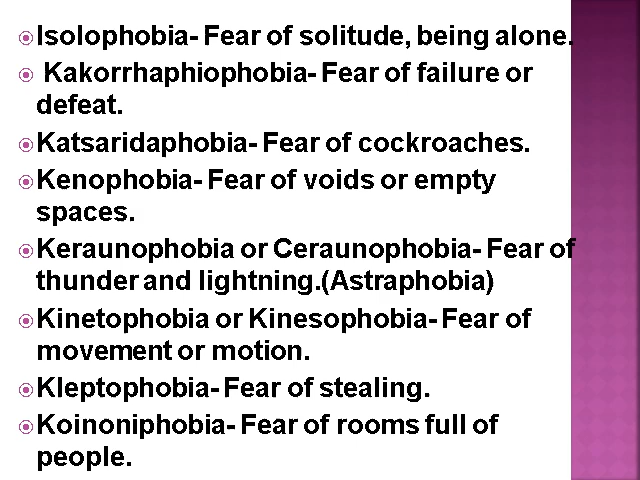 Isolophobia- Fear of solitude, being alone.
Kakorrhaphiophobia- Fear of failure or
defeat.
Katsaridaphobia- Fear of cockroaches.
Kenophobia- Fear of voids or empty
spaces.
Keraunophobia or Ceraunophobia- Fear of
thunder and lightning.(Astraphobia)
Kinetophobia or Kinesophobia- Fear of
movement or motion.
Kleptophobia- Fear of stealing.
Koinoniphobia- Fear of rooms full of
people.